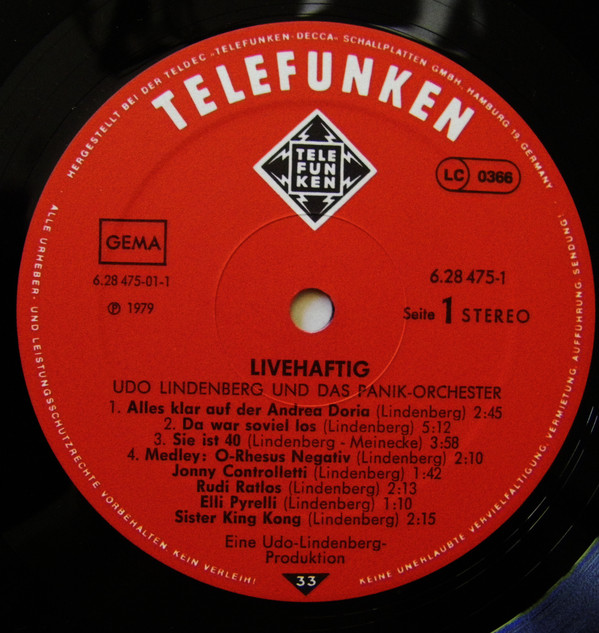 HERGESTELLT BEI DER TELDEC „TELEFUNKEN-DECCA" SCHALLPLATTEN GMBH, HAMBURG 19 GERMANY
TELEFUNKEN
TELE
FUN
KEN
LC 0366
GEMA
6.28 475-01-1
6.28 475-1
Ⓟ 1979
Seite 1 STEREO
LIVEHAFTIG
UDO LINDENBERG UND DAS PANIK-ORCHESTER
1. Alles klar auf der Andrea Doria (Lindenberg) 2:45
2. Da war soviel los (Lindenberg) 5:12
3. Sie ist 40 (Lindenberg - Meinecke) 3:58
4. Medley: O-Rhesus Negativ (Lindenberg) 2:10
Jonny Controlletti (Lindenberg) 1:42
Rudi Ratlos (Lindenberg) 2:13
Elli Pyrelli (Lindenberg) 1:10
Sister King Kong (Lindenberg) 2:15
Eine Udo-Lindenberg-
Produktion
33
ALLE URHEBER- UND LEISTUNGSSCHUTZRECHTE VORBEHALTEN. KEIN VERLEIH!
KEINE UNERLAUBTE VERVIELFÄLTIGUNG, VERMIETUNG, AUFFÜHRUNG, SENDUNG!